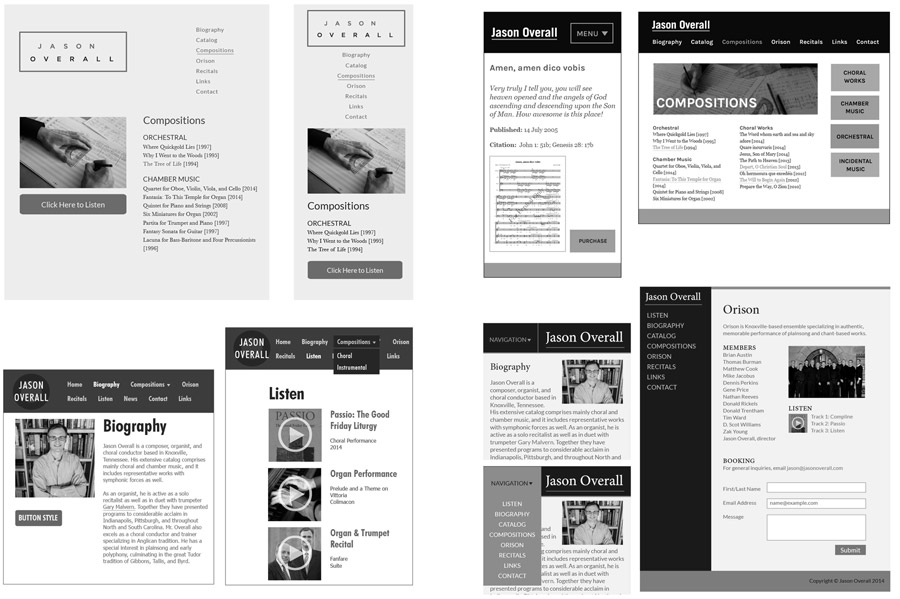 JASON
OVERALL
Biography
Catalog
Compositions
Orison
Recitals
Links
Contact
Click Here to Listen
Compositions
ORCHESTRAL
Where Quickgold Lies [1997]
Why I Went to the Woods [1995]
The Tree of Life [1994]
CHAMBER MUSIC
Quartet for Oboe, Violin, Viola, and
Cello [2014]
Fantasia: To This Temple for Organ [2014]
Quintet for Piano and Strings [2008]
Six Miniatures for Organ [2002]
Partita for Trumpet and Piano [1997]
Fantasy Sonata for Guitar [1997]
Lacuna for Bass-Baritone and Four Percussionists
[1996]
JASON
OVERALL
Biography
Catalog
Compositions
Orison
Recitals
Links
Contact
Compositions
ORCHESTRAL
Where Quickgold Lies [1997]
Why I Went to the Woods [1995]
The Tree of Life [1994]
Click Here to Listen
Jason Overall
MENU
Amen, amen dico vobis
Very truly I tell you, you will see
heaven opened and the angels of God
ascending and descending upon the Son
of Man. How awesome is this place!
Published: 14 July 2005
Citation: John 1: 51b; Genesis 28: 17b
PURCHASE
Jason Overall
Biography Catalog Compositions Orison Recitals Links Contact
COMPOSITIONS
CHORAL
WORKS
CHAMBER
MUSIC
ORCHESTRAL
INCIDENTAL
MUSIC
Orchestral
Where Quickgold Lies [1997]
Why I Went to the Woods [1995]
The Tree of Life [1994]
Chamber Music
Quartet for Oboe, Violin, Viola, and
Cello [2014]
Fantasia: To This Temple for Organ
[2014]
Quintet for Piano and Strings [2008]
Six Miniatures for Organ [2002]
Choral Works
The Word whom earth and sea and sky
adore [2014]
Quare innuerunt [2014]
Jesus, Son of Mary [2014]
The Path to Heaven [2013]
Depart, O Christian Soul [2013]
Oh hermosura que excedéis [2012]
The Will to Begin Again [2012]
Prepare the Way, O Zion [2010]
JASON
OVERALL
Home Biography Compositions Orison
Recitals Listen News Contact Links
Biography
Jason Overall is a composer, organist, and
choral conductor based in Knoxville,
Tennessee. His extensive catalog comprises
mainly choral and chamber music, and it
includes representative works with
symphonic forces as well.
As an organist, he is active as a solo
recitalist as well as in duet with trumpeter
Gary Malvern. Together they have presented
programs to considerable acclaim in
Indianapolis, Pittsburgh, and throughout
North and South Carolina. Mr. Overall also
excels as a choral conductor and trainer
specializing in Anglican tradition. He has a
special interest in plainsong and early
polyphony, culminating in the great Tudor
tradition of Gibbons, Tallis, and Byrd.
BUTTON STYLE
JASON
OVERALL
Home Biography Compositions Orison
Recitals Listen Choral Links
Instrumental
Listen
PASSIO
Passio: The Good
Friday Liturgy
Choral Performance
2014
Organ Performance
Prelude and a Theme on
Vittoria
Colimacon
Organ & Trumpet
Recital
Fanfare
Suite
NAVIGATION
Jason Overall
Biography
Jason Overall is a
composer, organist, and
choral conductor based in
Knoxville, Tennessee.
His extensive catalog comprises mainly choral and
chamber music, and it includes representative works
with symphonic forces as well. As an organist, he is
active as a solo recitalist as well as in duet with trumpeter
Gary Malvern. Together they have presented
programs to considerable acclaim in
Indianapolis, Pittsburgh, and throughout North and
NAVIGATION
Jason Overall
LISTEN
BIOGRAPHY
CATALOG
COMPOSITIONS
ORISON
RECITALS
LINKS
CONTACT
Jason Overall
LISTEN
BIOGRAPHY
CATALOG
COMPOSITIONS
ORISON
RECITALS
LINKS
CONTACT
Orison
Orison is Knoxville-based ensemble specializing in authentic,
memorable performance of plainsong and chant-based works.
MEMBERS
Brian Austin
Thomas Burman
Matthew Cook
Mike Jacobus
Dennis Perkins
Gene Price
Nathan Reeves
Donald Rickels
Donald Trentham
Tim Ward
D. Scott Williams
Zak Young
Jason Overall, director
LISTEN
Track 1: Compline
Track 2: Passio
Track 3: Listen
BOOKING
For general inquiries, email jason@jasonoverall.com
First/Last Name
Email Address
name@example.com
Message
Submit
Copyright © Jason Overall 2014